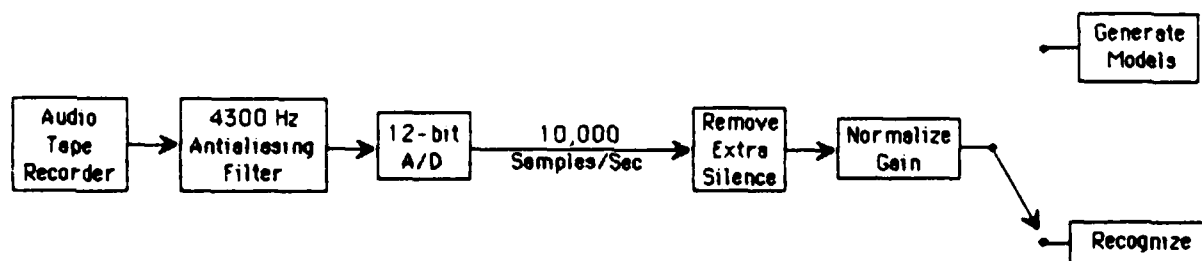 Audio
Tape
Recorder
4300 Hz
Antialiasing
Filter
12-bit
A/D
10,000
Samples/Sec
Remove
Extra
Silence
Normalize
Gain
Generate
Models
Recognize